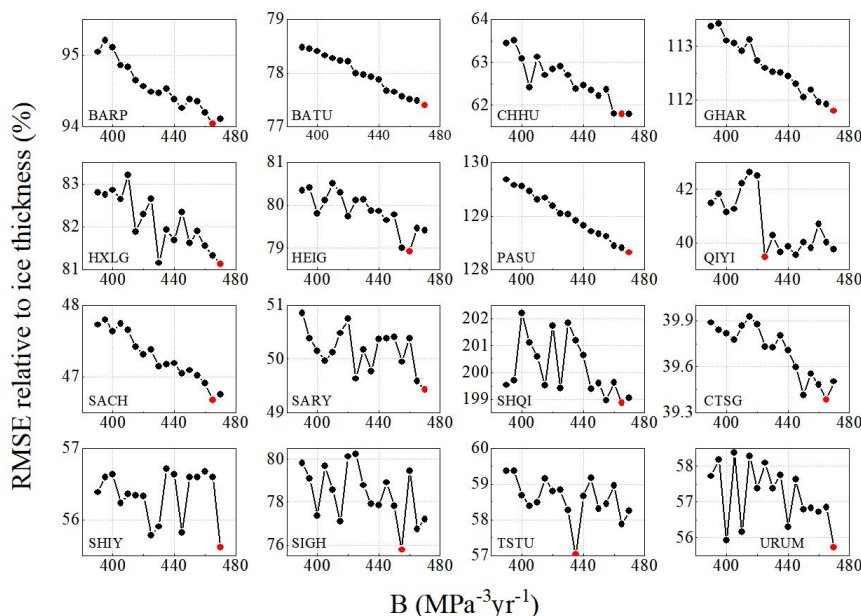 RMSE relative to ice thickness (%)
95
94
BARP
400 440 480
79
78
77
BATU
400 440 480
64
63
62
CHHU
400 440 480
113
112
GHAR
400 440 480
83
82
81
HXLG
400 440 480
81
80
79
78
HEIG
400 440 480
130
129
128
PASU
400 440 480
42
40
QIYI
400 440 480
48
47
SACH
400 440 480
51
50
49
SARY
400 440 480
202
201
200
199
SHQI
400 440 480
39.9
39.6
39.3
CTSG
400 440 480
57
56
SHIY
400 440 480
80
78
76
SIGH
400 440 480
60
59
58
57
TSTU
400 440 480
58
57
56
URUM
400 440 480
B (MPa-3yr-1)